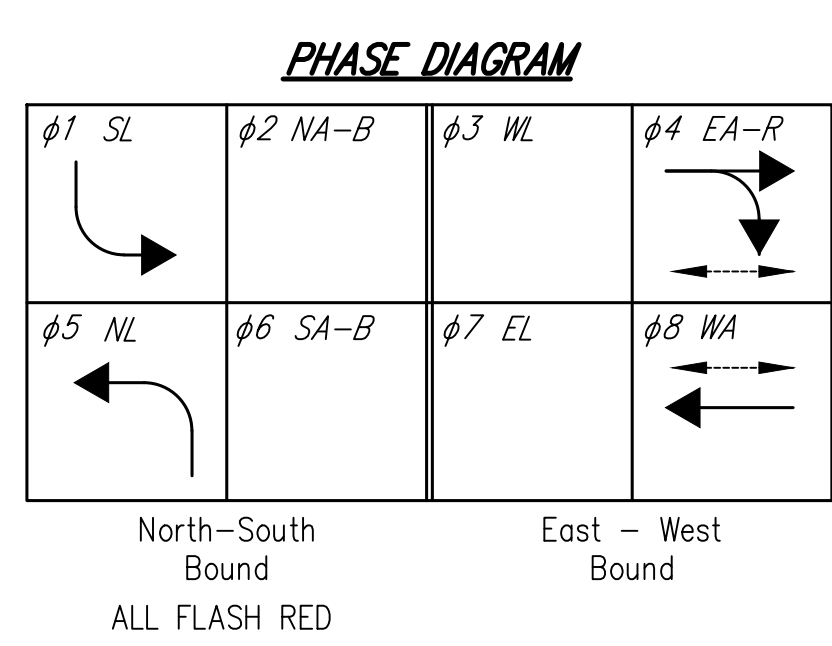 PHASE DIAGRAM
ϕ1 SL
ϕ2 NA-B
ϕ3 WL
ϕ4 EA-R
ϕ5 NL
ϕ6 SA-B
ϕ7 EL
ϕ8 WA
North-South
Bound
East - West
Bound
ALL FLASH RED